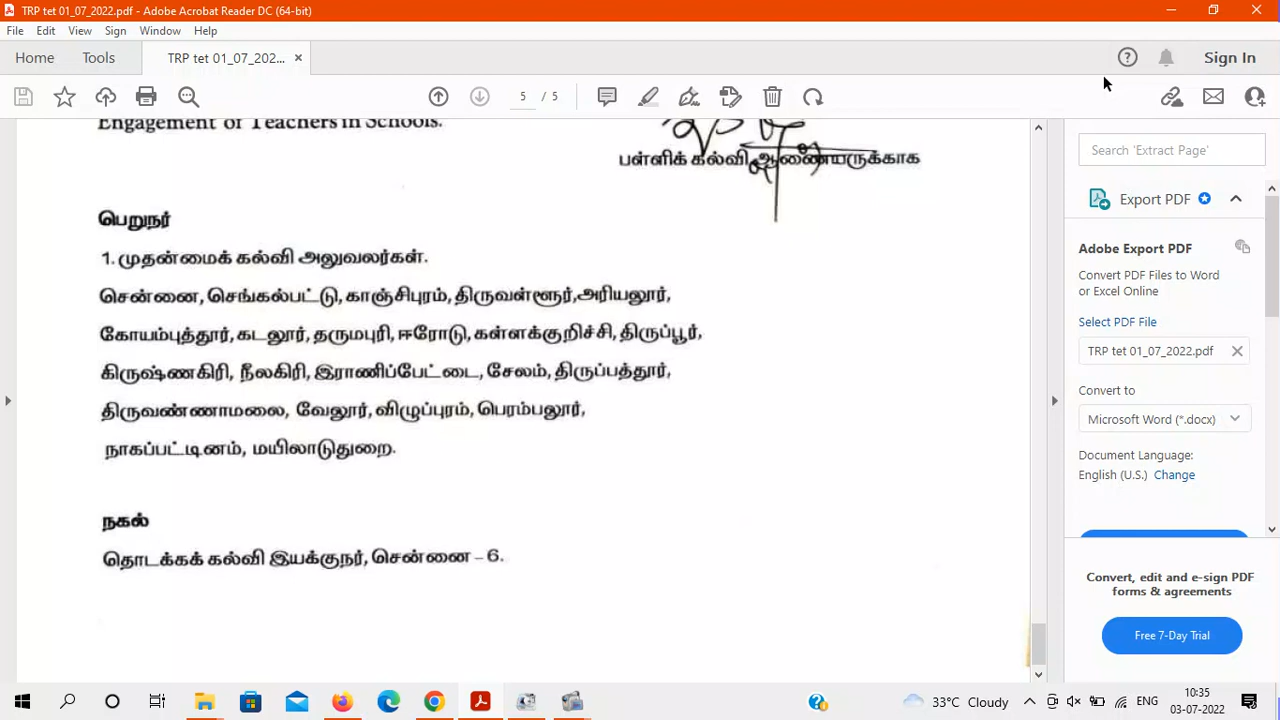 TRP tet 01_07_2022.pdf - Adobe Acrobat Reader DC (64-bit)
File Edit View Sign Window Help
Home Tools TRP tet 01_07_202... × Sign In
5 / 5
Engagement of Teachers in Schools.
பள்ளிக் கல்வி ஆணையருக்காக
பெறுநர்
1. முதன்மைக் கல்வி அலுவலர்கள்.
சென்னை, செங்கல்பட்டு, காஞ்சிபுரம், திருவள்ளூர்,அரியலூர்,
கோயம்புத்தூர், கடலூர், தருமபுரி, ஈரோடு, கள்ளக்குறிச்சி, திருப்பூர்,
கிருஷ்ணகிரி, நீலகிரி, இராணிப்பேட்டை, சேலம், திருப்பத்தூர்,
திருவண்ணாமலை, வேலூர், விழுப்புரம், பெரம்பலூர்,
நாகப்பட்டினம், மயிலாடுதுறை.
நகல்
தொடக்கக் கல்வி இயக்குநர், சென்னை – 6.
Search 'Extract Page'
Export PDF
Adobe Export PDF
Convert PDF Files to Word
or Excel Online
Select PDF File
TRP tet 01_07_2022.pdf
Convert to
Microsoft Word (*.docx)
Document Language:
English (U.S.) Change
Convert, edit and e-sign PDF
forms & agreements
Free 7-Day Trial
33°C Cloudy ENG 10:35
03-07-2022